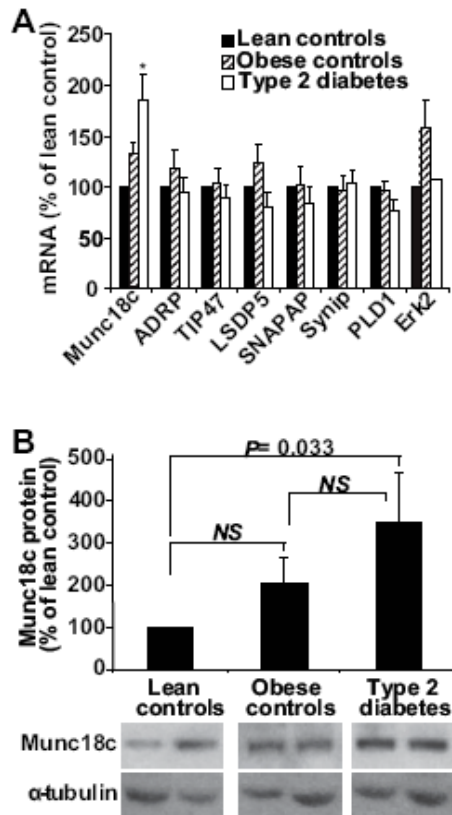 A
Lean controls
Obese controls
Type 2 diabetes
mRNA (% of lean control)
250
200
150
100
50
0
*
Munc18c
ADRP
TIP47
LSDP5
SNAPAP
Synip
PLD1
Erk2
B
Munc18c protein
(% of lean control)
500
400
300
200
100
0
P= 0.033
NS
NS
Lean
controls
Obese
controls
Type 2
diabetes
Munc18c
α-tubulin